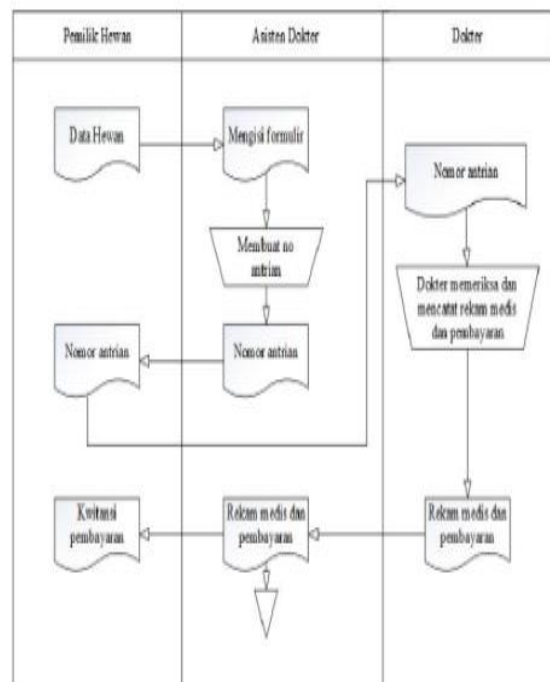 Pemilik Hewan
Asisten Dokter
Dokter
Data Hewan
Mengisi formulir
Nomor antrian
Membuat no
antrian
Dokter memeriksa dan
mencatat rekam medis
dan pembayaran
Nomor antrian
Nomor antrian
Kwitansi
pembayaran
Rekam medis dan
pembayaran
Rekam medis dan
pembayaran